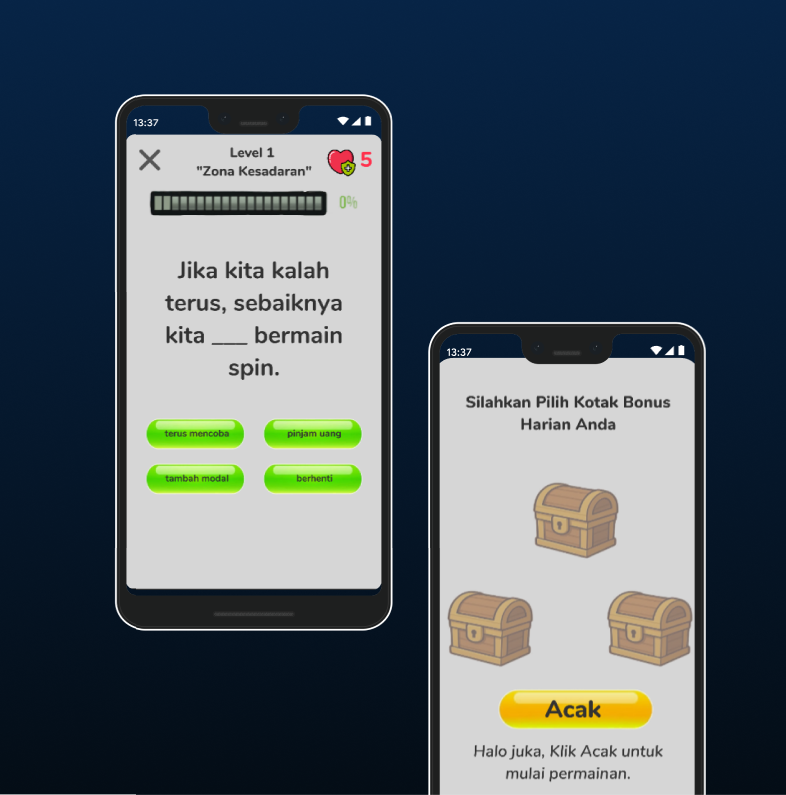 13:37
Level 1
"Zona Kesadaran"
5
0%
Jika kita kalah
terus, sebaiknya
kita ___ bermain
spin.
terus mencoba
pinjam uang
tambah modal
berhenti
13:37
Silahkan Pilih Kotak Bonus
Harian Anda
Acak
Halo juka, Klik Acak untuk
mulai permainan.